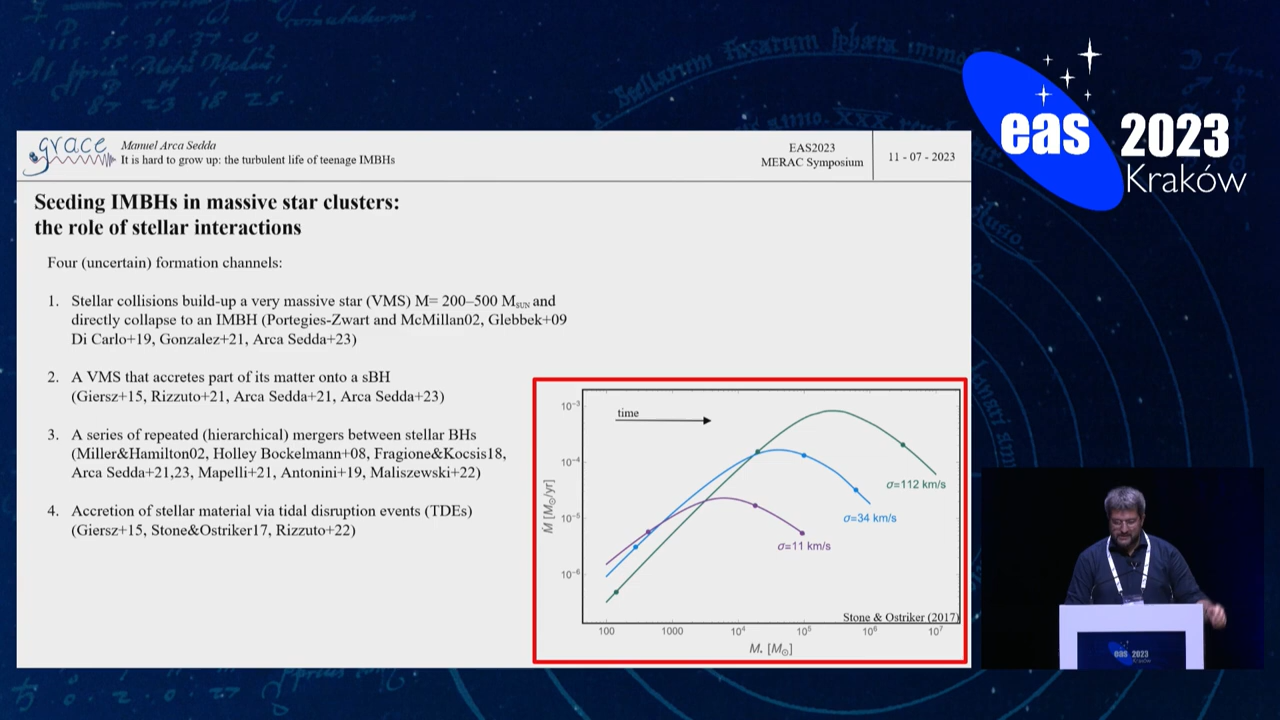 Stellarum fixarum sphæra immo
eas 2023
Kraków
grace
Manuel Arca Sedda
It is hard to grow up: the turbulent life of teenage IMBHs
EAS2023
MERAC Symposium
11 - 07 - 2023
Seeding IMBHs in massive star clusters:
the role of stellar interactions
Four (uncertain) formation channels:
1. Stellar collisions build-up a very massive star (VMS) M= 200–500 M_SUN and
directly collapse to an IMBH (Portegies-Zwart and McMillan02, Glebbek+09
Di Carlo+19, Gonzalez+21, Arca Sedda+23)
2. A VMS that accretes part of its matter onto a sBH
(Giersz+15, Rizzuto+21, Arca Sedda+21, Arca Sedda+23)
3. A series of repeated (hierarchical) mergers between stellar BHs
(Miller&Hamilton02, Holley Bockelmann+08, Fragione&Kocsis18,
Arca Sedda+21,23, Mapelli+21, Antonini+19, Maliszewski+22)
4. Accretion of stellar material via tidal disruption events (TDEs)
(Giersz+15, Stone&Ostriker17, Rizzuto+22)
time
10⁻³
10⁻⁴
10⁻⁵
10⁻⁶
Ṁ [M⊙/yr]
σ=112 km/s
σ=34 km/s
σ=11 km/s
Stone & Ostriker (2017)
100 1000 10⁴ 10⁵ 10⁶ 10⁷
M. [M⊙]
eas 2023
Kraków